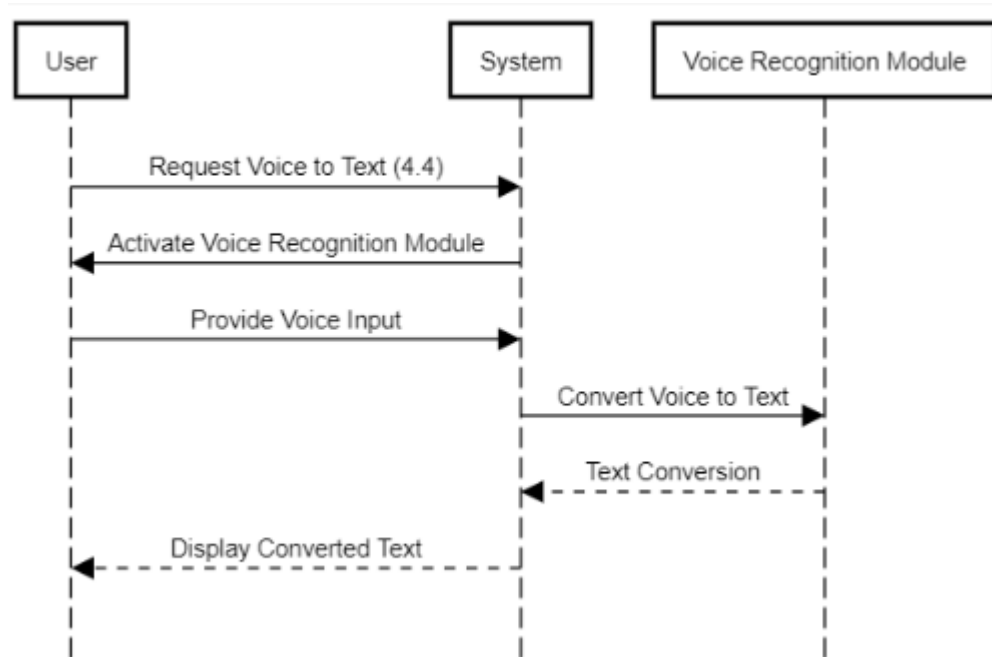 User
System
Voice Recognition Module
Request Voice to Text (4.4)
Activate Voice Recognition Module
Provide Voice Input
Convert Voice to Text
Text Conversion
Display Converted Text